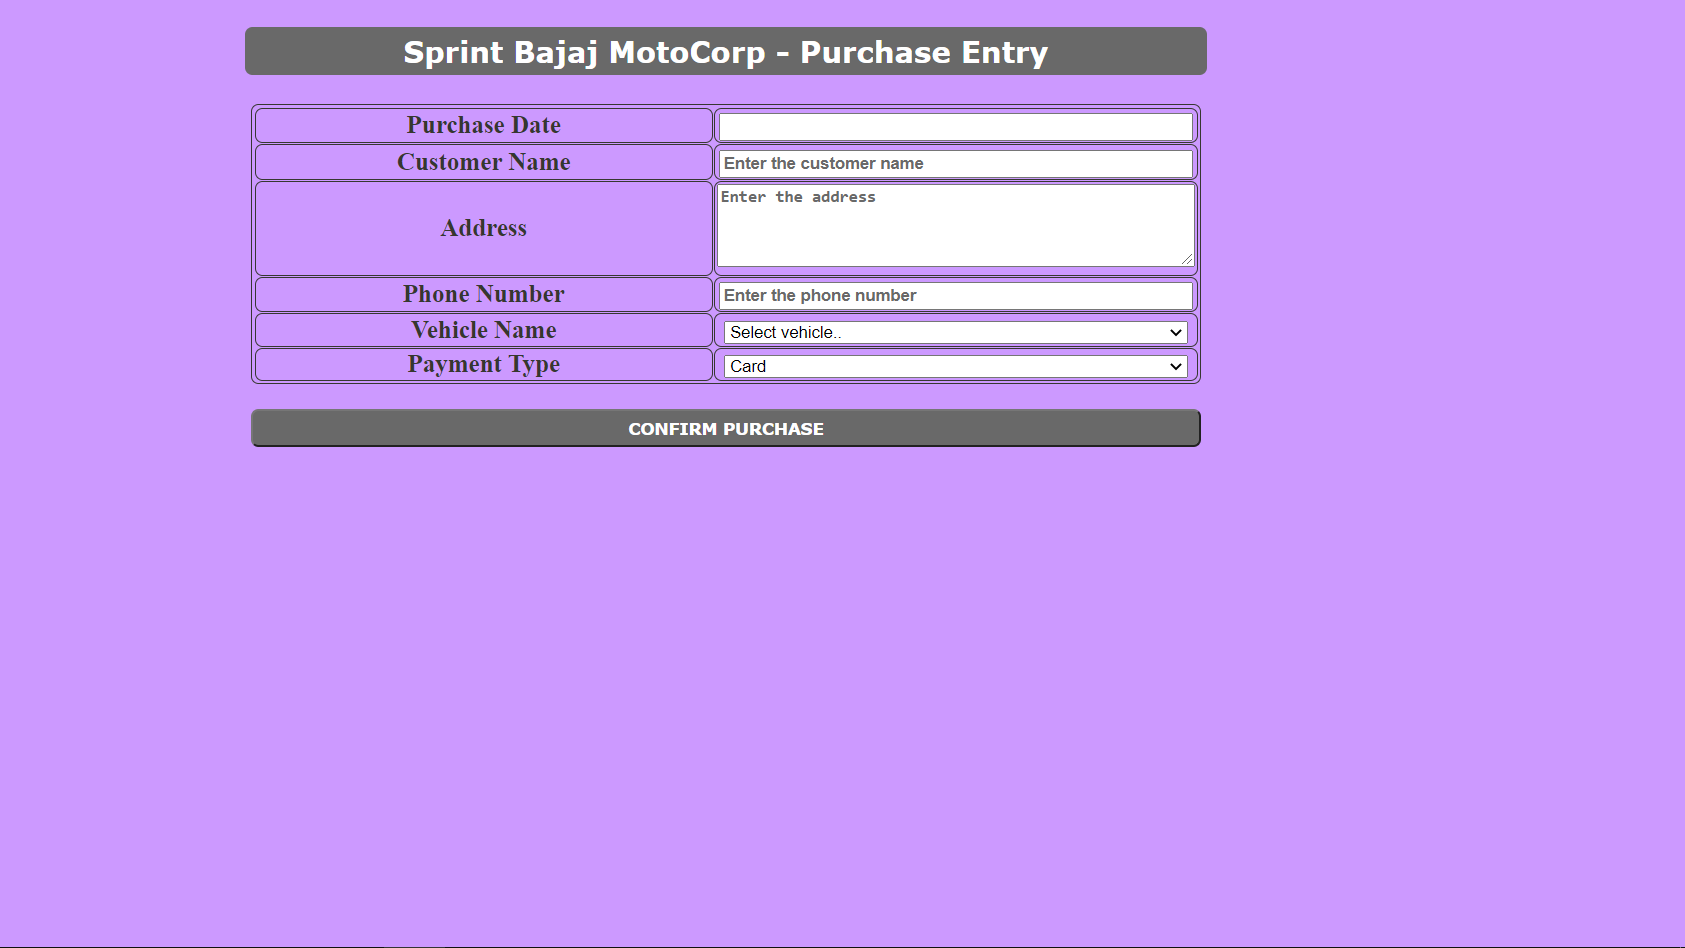 Sprint Bajaj MotoCorp - Purchase Entry
Purchase Date
Customer Name Enter the customer name
Address Enter the address
Phone Number Enter the phone number
Vehicle Name Select vehicle..
Payment Type Card
CONFIRM PURCHASE